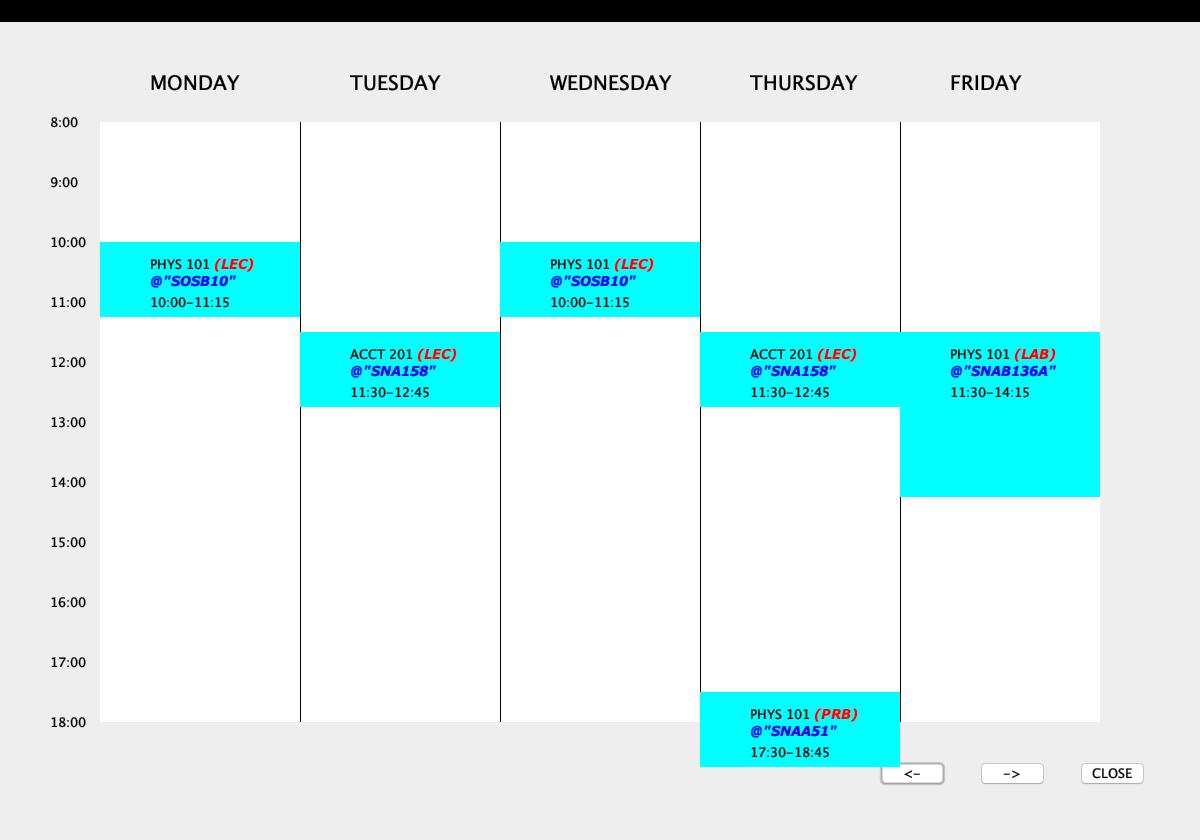 MONDAY TUESDAY WEDNESDAY THURSDAY FRIDAY
8:00
9:00
10:00
PHYS 101 (LEC)
@"SOSB10"
10:00-11:15
PHYS 101 (LEC)
@"SOSB10"
10:00-11:15
11:00
ACCT 201 (LEC)
@"SNA158"
11:30-12:45
ACCT 201 (LEC)
@"SNA158"
11:30-12:45
PHYS 101 (LAB)
@"SNAB136A"
11:30-14:15
12:00
13:00
14:00
15:00
16:00
17:00
PHYS 101 (PRB)
@"SNAA51"
17:30-18:45
18:00
<- -> CLOSE